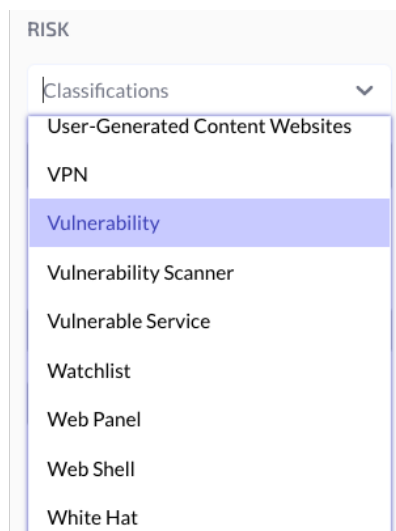 RISK
Classifications
User-Generated Content Websites
VPN
Vulnerability
Vulnerability Scanner
Vulnerable Service
Watchlist
Web Panel
Web Shell
White Hat